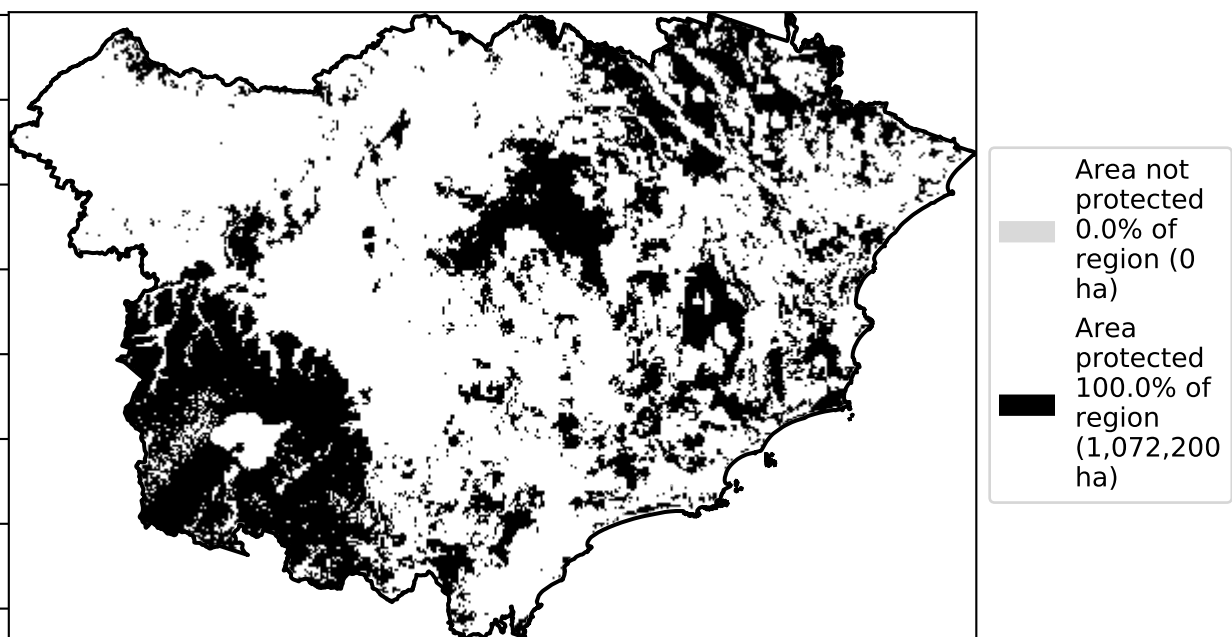 Area not
protected
0.0% of
region (0
ha)
Area
protected
100.0% of
region
(1,072,200
ha)